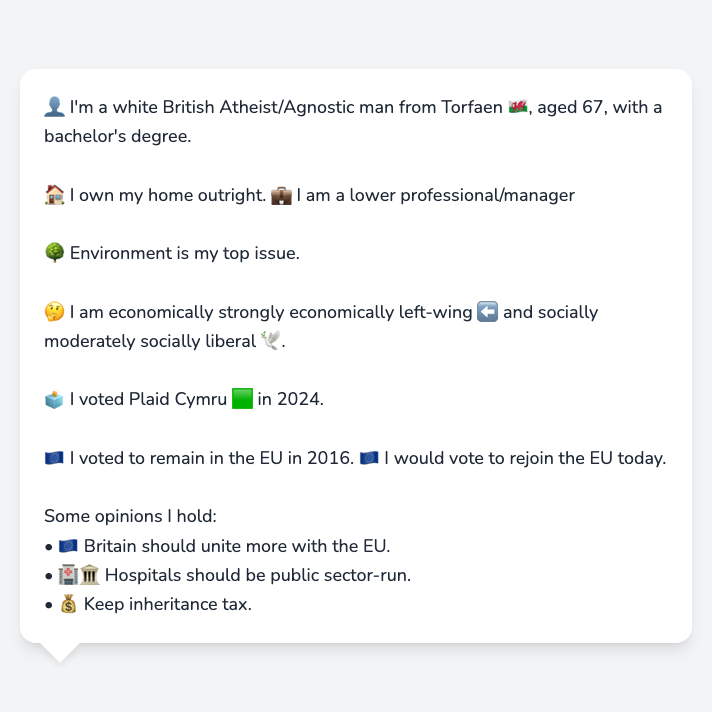 👤 I'm a white British Atheist/Agnostic man from Torfaen 🏴󠁧󠁢󠁷󠁬󠁳󠁿, aged 67, with a
bachelor's degree.
🏠 I own my home outright. 💼 I am a lower professional/manager
🌳 Environment is my top issue.
🤔 I am economically strongly economically left-wing ⬅️ and socially
moderately socially liberal 🕊️.
🗳️ I voted Plaid Cymru 🟩 in 2024.
🇪🇺 I voted to remain in the EU in 2016. 🇪🇺 I would vote to rejoin the EU today.
Some opinions I hold:
• 🇪🇺 Britain should unite more with the EU.
• 🏥🏛️ Hospitals should be public sector-run.
• 💰 Keep inheritance tax.